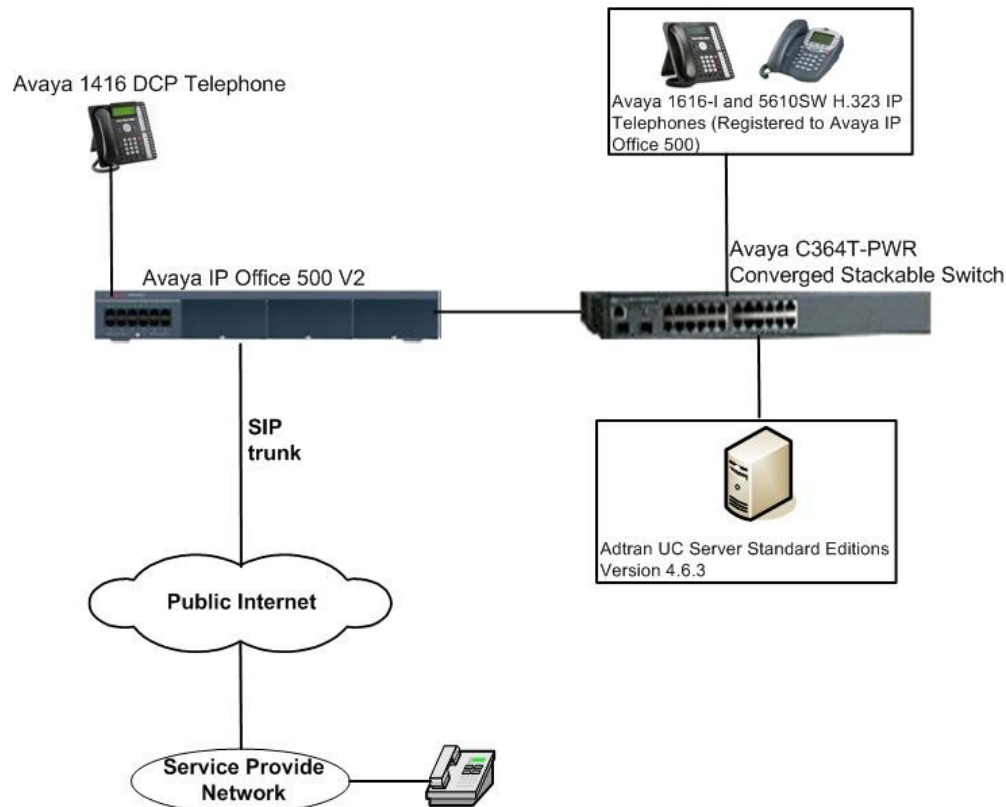 Avaya 1416 DCP Telephone
Avaya 1616-I and 5610SW H.323 IP
Telephones (Registered to Avaya IP
Office 500)
Avaya IP Office 500 V2
Avaya C364T-PWR
Converged Stackable Switch
SIP
trunk
Adtran UC Server Standard Editions
Version 4.6.3
Public Internet
Service Provide
Network